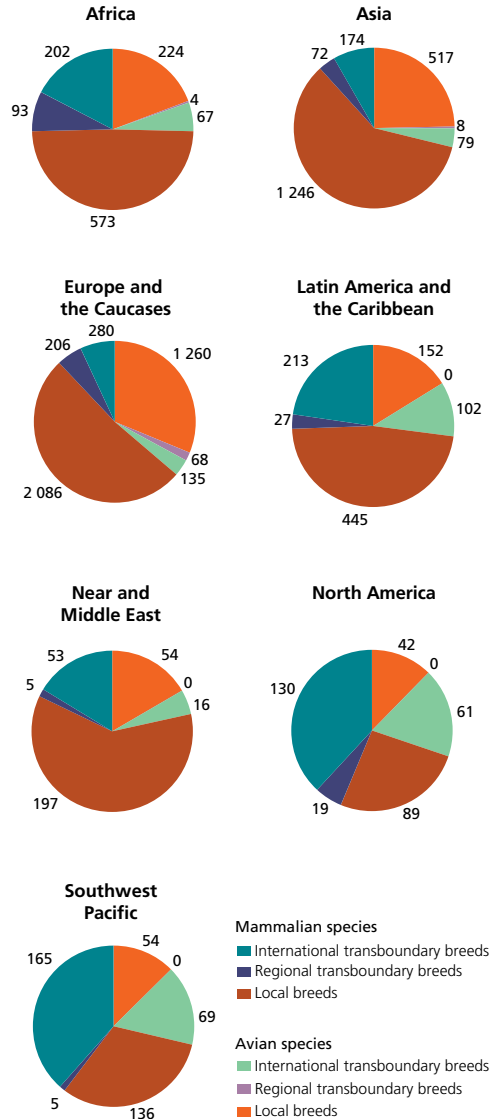 Africa
202
224
4
93
67
573
Asia
174
72
517
8
79
1 246
Europe and
the Caucases
280
206
1 260
68
135
2 086
Latin America and
the Caribbean
213
152
0
102
27
445
Near and
Middle East
53
54
0
5
16
197
North America
42
0
130
61
19
89
Southwest
Pacific
54
165
0
69
5
136
Mammalian species
International transboundary breeds
Regional transboundary breeds
Local breeds
Avian species
International transboundary breeds
Regional transboundary breeds
Local breeds